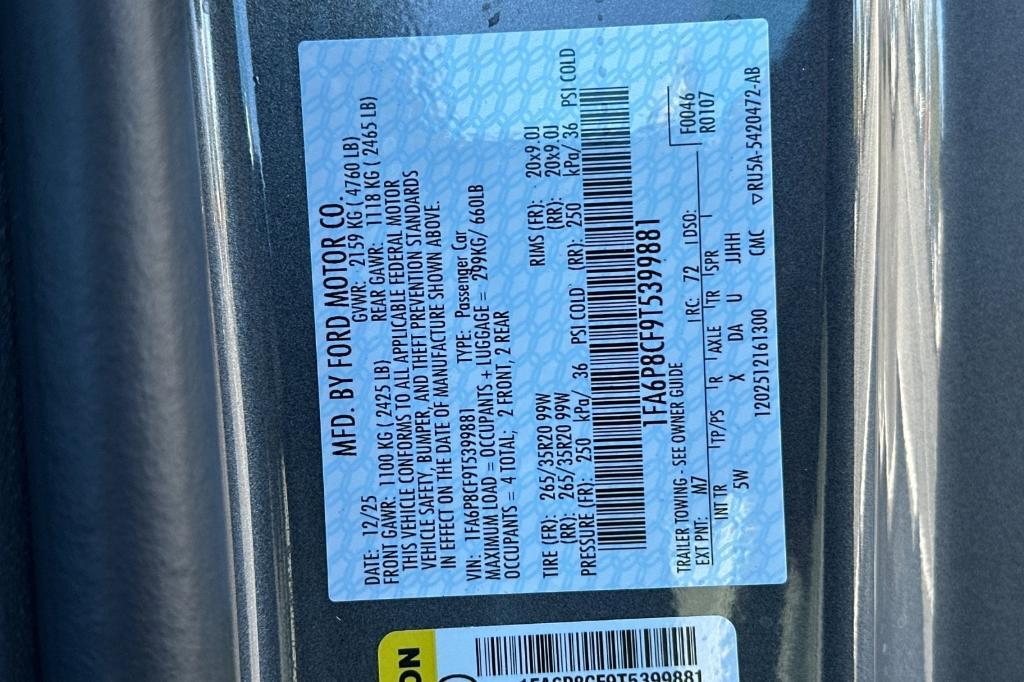 MFD. BY FORD MOTOR CO.
DATE: 12/25 GVWR: 2159 KG ( 4760 LB)
FRONT GAWR: 1100 KG ( 2425 LB) REAR GAWR: 1118 KG ( 2465 LB)
THIS VEHICLE CONFORMS TO ALL APPLICABLE FEDERAL MOTOR
VEHICLE SAFETY, BUMPER, AND THEFT PREVENTION STANDARDS
IN EFFECT ON THE DATE OF MANUFACTURE SHOWN ABOVE.
VIN: 1FA6P8CF9T5399881 TYPE: Passenger Car
MAXIMUM LOAD = OCCUPANTS + LUGGAGE = 299KG/ 660LB
OCCUPANTS = 4 TOTAL; 2 FRONT, 2 REAR
TIRE (FR): 265/35R20 99W RIMS (FR): 20x9.0J
(RR): 265/35R20 99W (RR): 20x9.0J
PRESSURE (FR): 250 kPa/ 36 PSI COLD (RR): 250 kPa/ 36 PSI COLD
1FA6P8CF9T5399881
TRAILER TOWING - SEE OWNER GUIDE F0046
EXT PNT: M7 RC: 72 DSO: R0107
INT TR TP/PS R AXLE TR SPR
5W X DA U JJHH
1202512161300 CMC ▽RU5A-5420472-AB
ON
1FA6P8CF9T5399881